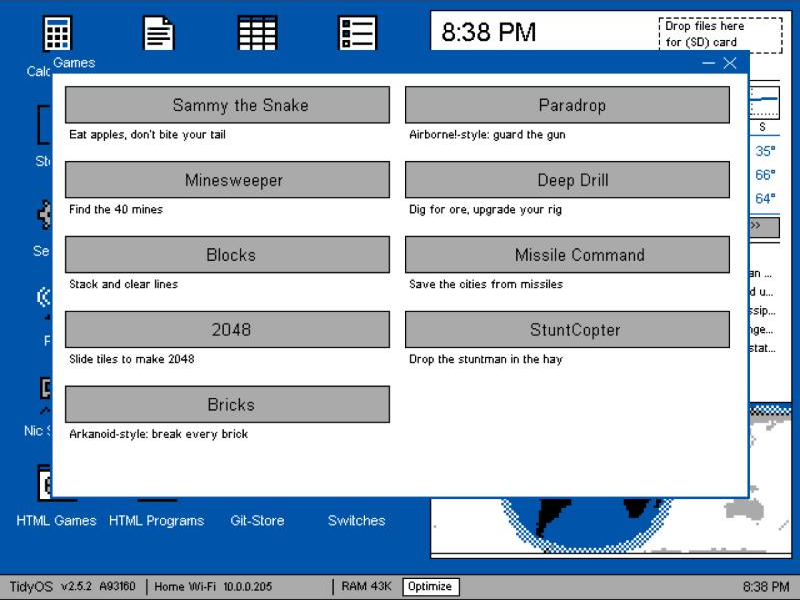 8:38 PM
Drop files here
for (SD) card
Games
Sammy the Snake
Eat apples, don't bite your tail
Paradrop
Airborne!-style: guard the gun
S
35°
66°
64°
Minesweeper
Find the 40 mines
Deep Drill
Dig for ore, upgrade your rig
>>
Blocks
Stack and clear lines
Missile Command
Save the cities from missiles
2048
Slide tiles to make 2048
StuntCopter
Drop the stuntman in the hay
Bricks
Arkanoid-style: break every brick
Nic
HTML Games
HTML Programs
Git-Store
Switches
TidyOS v2.5.2 A93160
Home Wi-Fi 10.0.0.205
RAM 43K
Optimize
8:38 PM